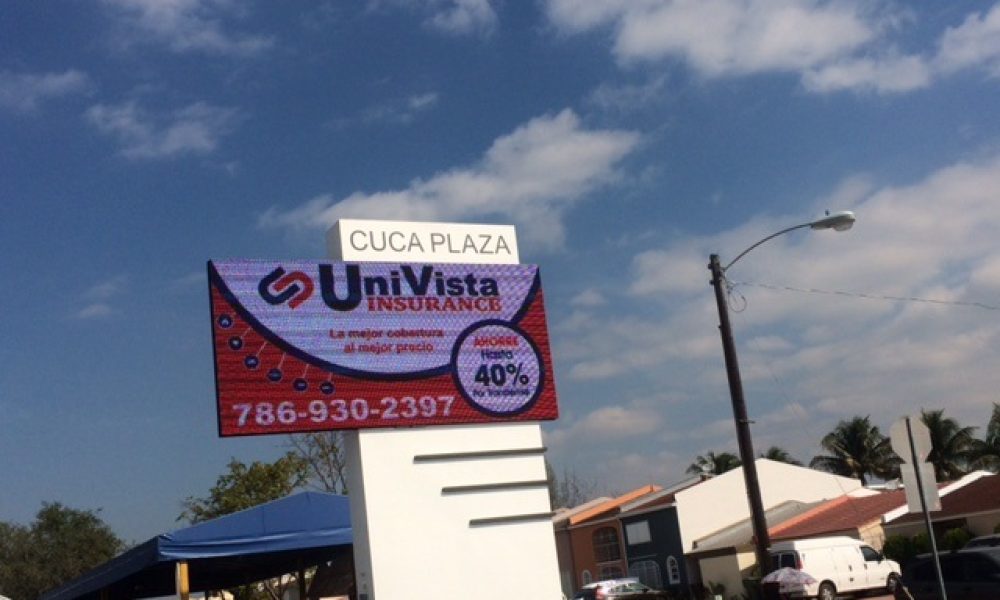 CUCA PLAZA
UniVista
INSURANCE
La mejor cobertura
al mejor precio
AHORRE
Hasta
40%
786-930-2397